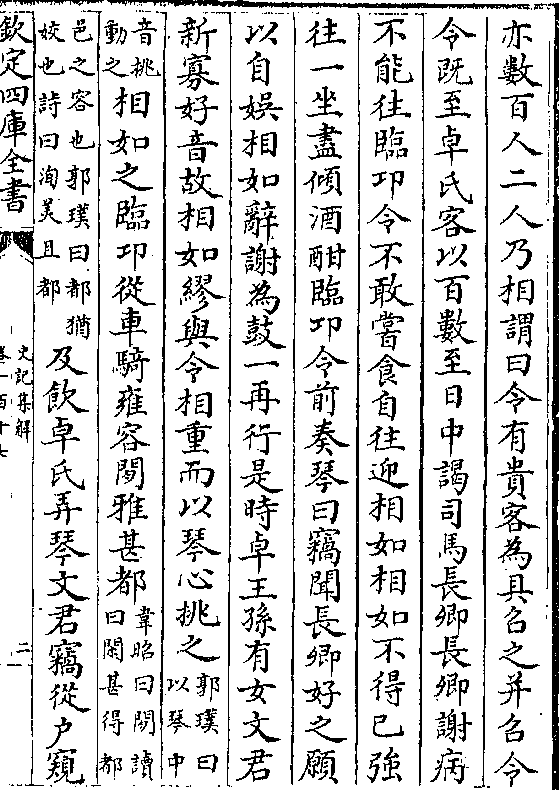 亦數百人二人乃相謂曰令有貴客為具召之并召令
令既至卓氏客以百數至日中謁司馬長卿長卿謝病
不能往臨卭令不敢嘗食自往迎相如相如不得已強
往一坐盡傾酒酣臨卭令前奏琴曰竊聞長卿好之願
以自娛相如辭謝為鼓一再行是時卓王孫有女文君
新寡好音故相如繆與令相重而以琴心挑之郭璞曰以琴中
音挑動之相如之臨卭從車騎雍容閒雅甚都韋昭曰閒讀曰閑甚得都
邑之容也郭璞曰都猶姣也詩曰洵美且都及飲卓氏弄琴文君竊從户窺
欽定四庫全書
史記集解
卷一百十七
二